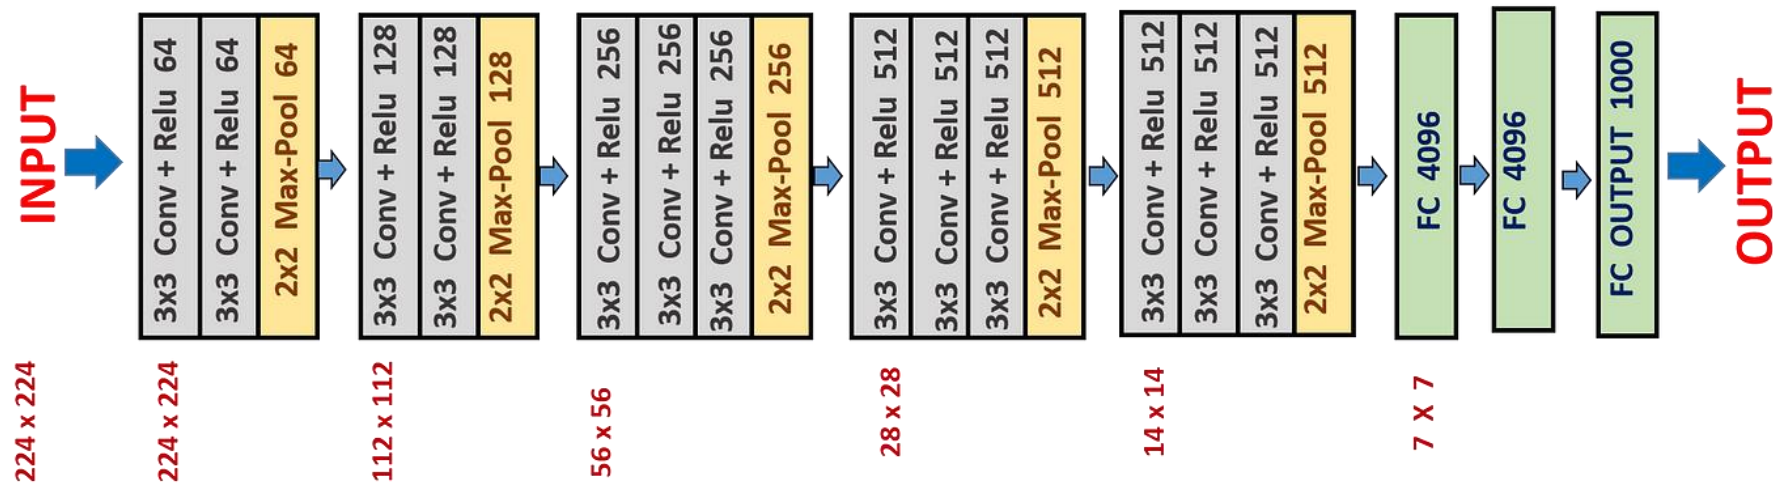 INPUT
3x3 Conv + Relu 64
3x3 Conv + Relu 64
2x2 Max-Pool 64
3x3 Conv + Relu 128
3x3 Conv + Relu 128
2x2 Max-Pool 128
3x3 Conv + Relu 256
3x3 Conv + Relu 256
3x3 Conv + Relu 256
2x2 Max-Pool 256
3x3 Conv + Relu 512
3x3 Conv + Relu 512
3x3 Conv + Relu 512
2x2 Max-Pool 512
3x3 Conv + Relu 512
3x3 Conv + Relu 512
3x3 Conv + Relu 512
2x2 Max-Pool 512
FC 4096
FC 4096
FC OUTPUT 1000
OUTPUT
224 x 224
224 x 224
112 x 112
56 x 56
28 x 28
14 x 14
7 X 7